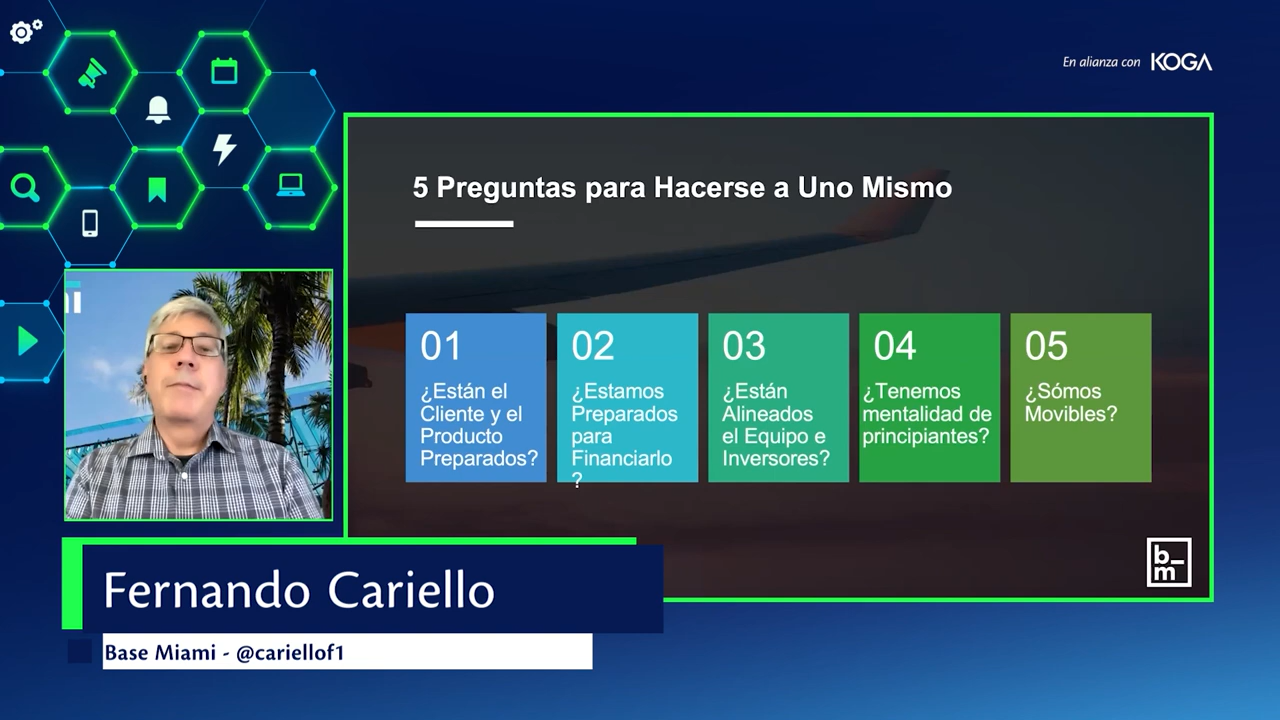 En alianza con KOGA
5 Preguntas para Hacerse a Uno Mismo
01
¿Están el
Cliente y el
Producto
Preparados?
02
¿Estamos
Preparados
para
Financiarlo
?
03
¿Están
Alineados
el Equipo e
Inversores?
04
¿Tenemos
mentalidad de
principiantes?
05
¿Sómos
Movibles?
b_
m
Fernando Cariello
Base Miami - @cariellof1